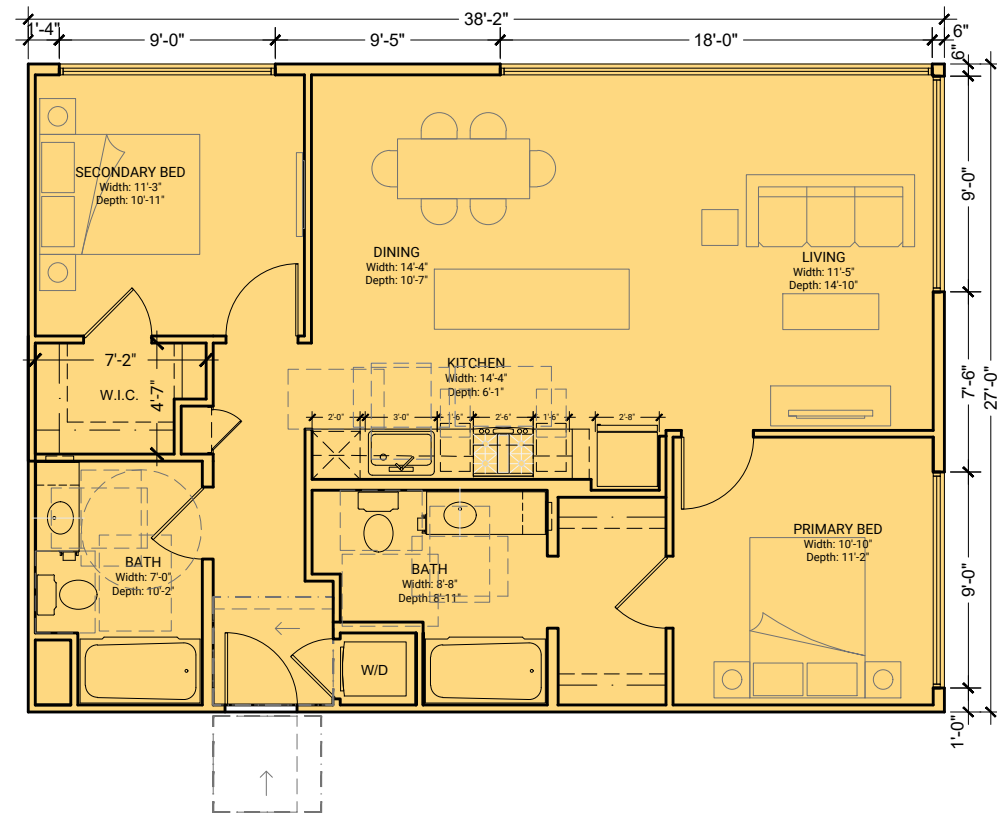 38'-2"
1'-4"
9'-0"
9'-5"
18'-0"
6"
6"
SECONDARY BED
Width: 11'-3"
Depth: 10'-11"
9'-0"
DINING
Width: 14'-4"
Depth: 10'-7"
LIVING
Width: 11'-5"
Depth: 14'-10"
27'-0"
7'-2"
W.I.C.
4'-7"
KITCHEN
Width: 14'-4"
Depth: 6'-1"
7'-6"
2'-0"
3'-0"
1'-6"
2'-6"
1'-6"
2'-8"
PRIMARY BED
Width: 10'-10"
Depth: 11'-2"
BATH
Width: 7'-0"
Depth: 10'-2"
BATH
Width: 8'-8"
Depth: 8'-11"
9'-0"
W/D
1'-0"